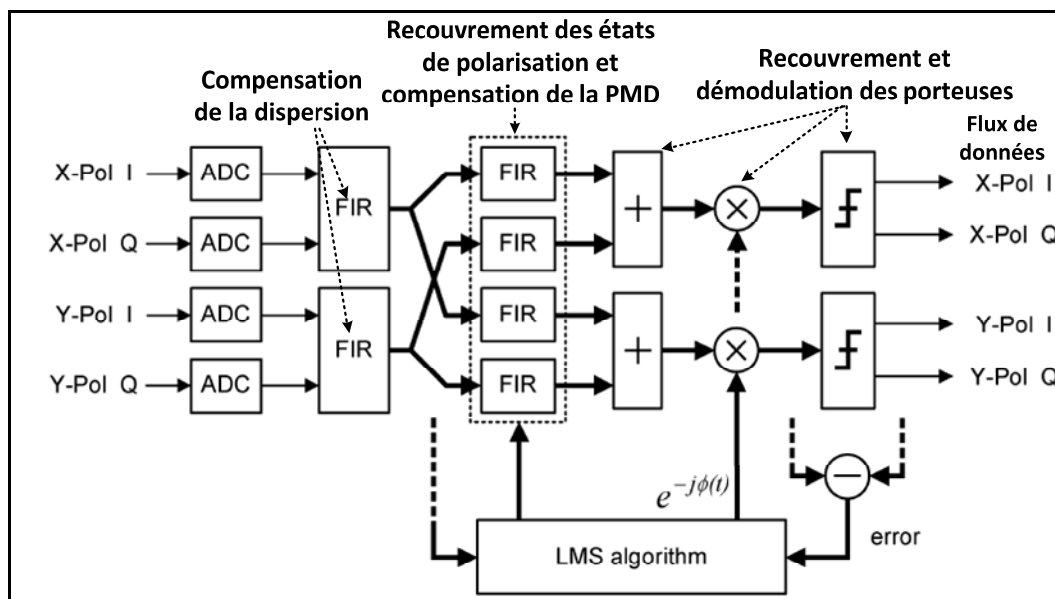 Recouvrement des états
de polarisation et
compensation de la PMD
Compensation
de la dispersion
Recouvrement et
démodulation des porteuses
Flux de
données
X-Pol I
ADC
FIR
FIR
+
×
X-Pol I
X-Pol Q
ADC
FIR
X-Pol Q
Y-Pol I
ADC
FIR
FIR
+
×
Y-Pol I
Y-Pol Q
ADC
FIR
Y-Pol Q
−
e^{-jϕ(t)}
LMS algorithm
error